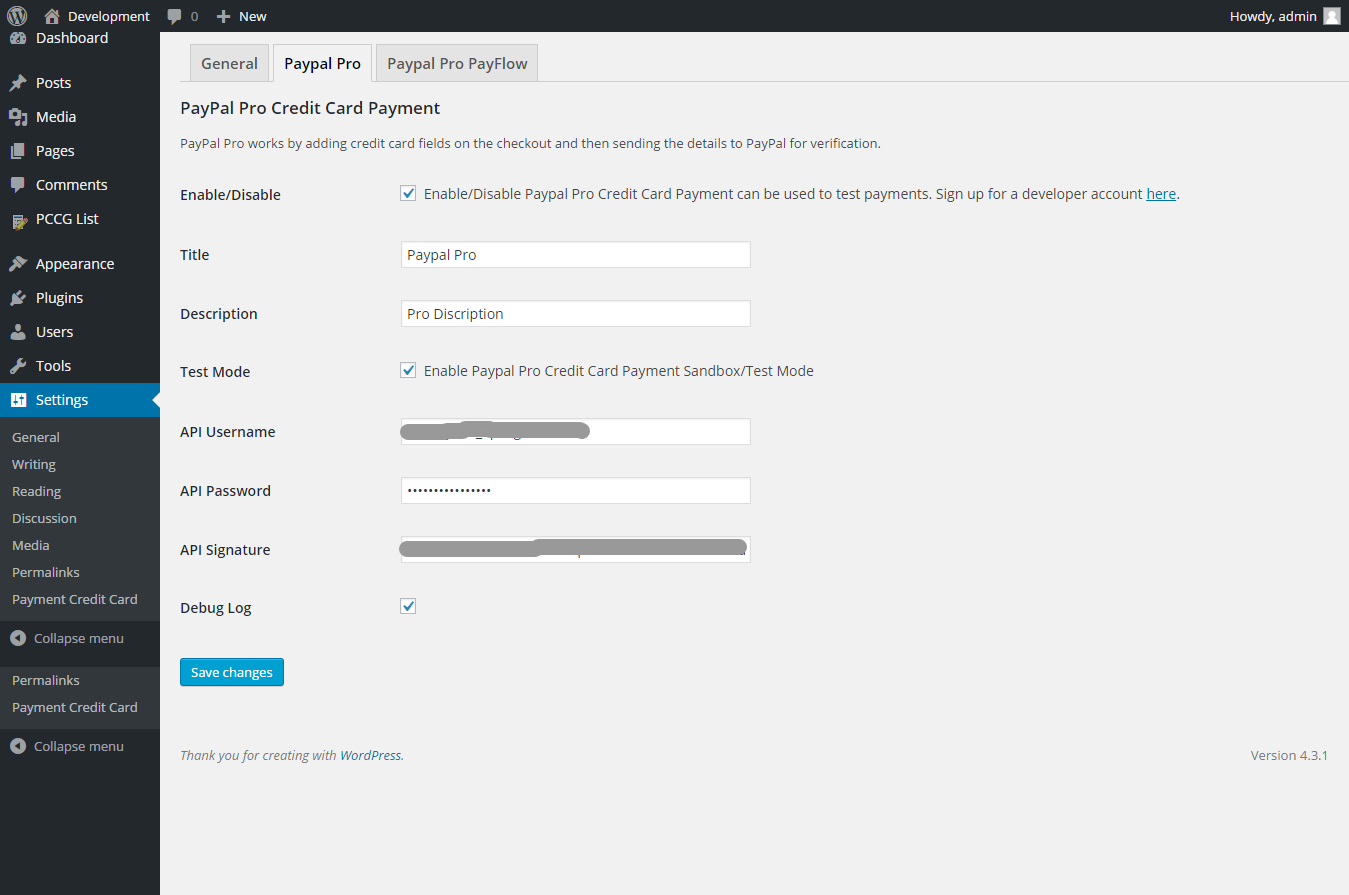 Development 0 New Howdy, admin
Dashboard
Posts
Media
Pages
Comments
PCCG List
Appearance
Plugins
Users
Tools
Settings
General
Writing
Reading
Discussion
Media
Permalinks
Payment Credit Card
Collapse menu
Permalinks
Payment Credit Card
Collapse menu
General Paypal Pro Paypal Pro PayFlow
PayPal Pro Credit Card Payment
PayPal Pro works by adding credit card fields on the checkout and then sending the details to PayPal for verification.
Enable/Disable Enable/Disable Paypal Pro Credit Card Payment can be used to test payments. Sign up for a developer account here.
Title Paypal Pro
Description Pro Discription
Test Mode Enable Paypal Pro Credit Card Payment Sandbox/Test Mode
API Username
API Password ••••••••••••••••
API Signature
Debug Log
Save changes
Thank you for creating with WordPress. Version 4.3.1